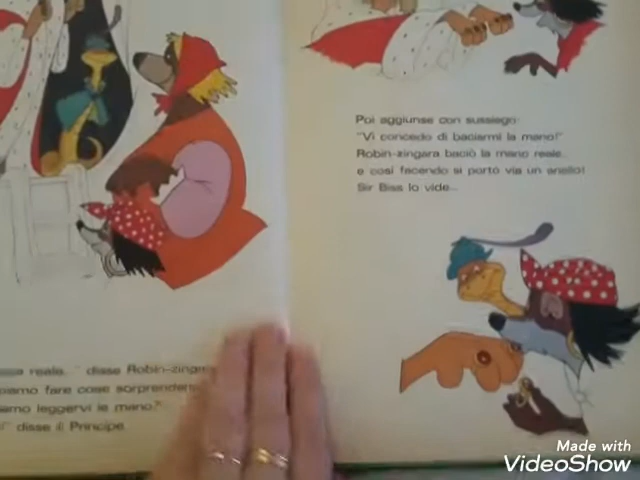 reale..." disse Robin-zingara
fare cose sorprendenti
leggervi la mano?"
disse il Principe.
Poi aggiunse con sussiego:
"Vi concedo di baciarmi la mano!"
Robin-zingara baciò la mano reale...
e così facendo si portò via un anello!
Sir Biss lo vide...
Made with
VideoShow